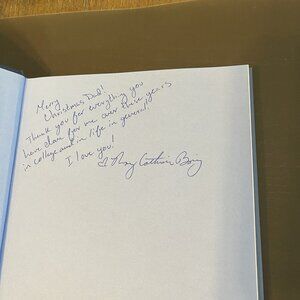 Merry
Christmas Dad!
Thank you for everything you
have done for me over these years
in college and in life in general.
I love you!